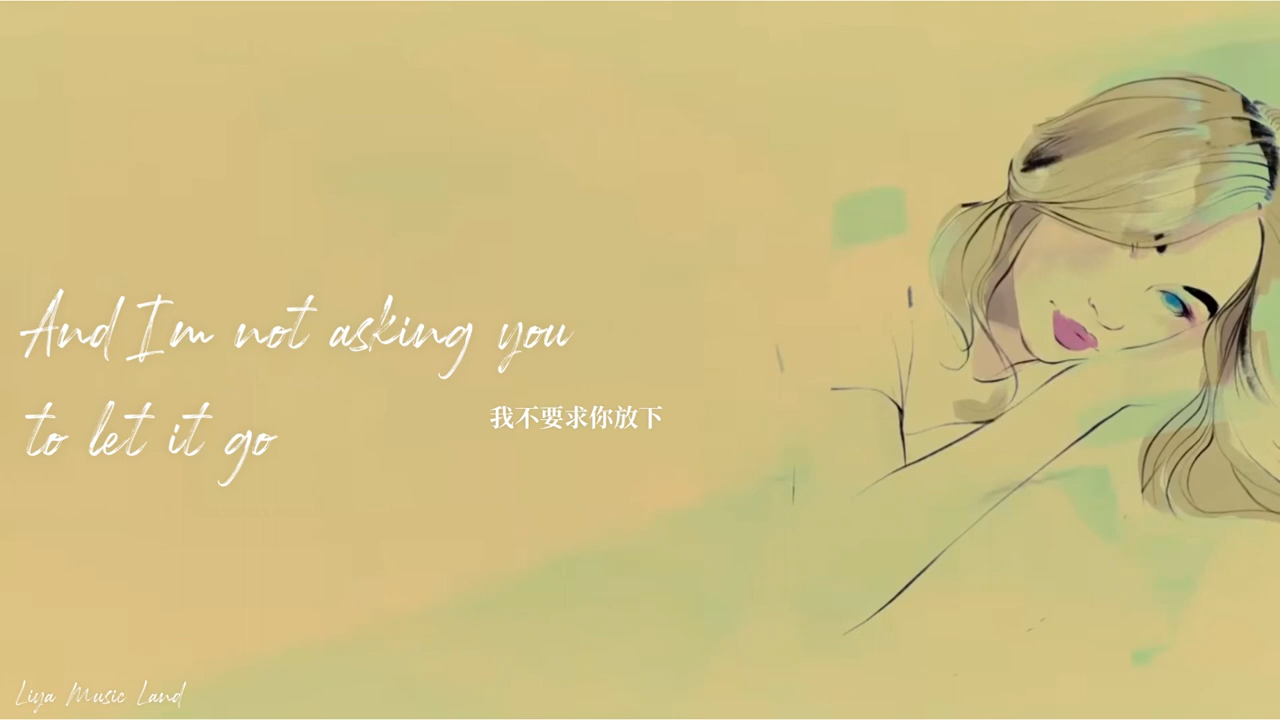 And I'm not asking you
to let it go
我不要求你放下
Liya Music Land